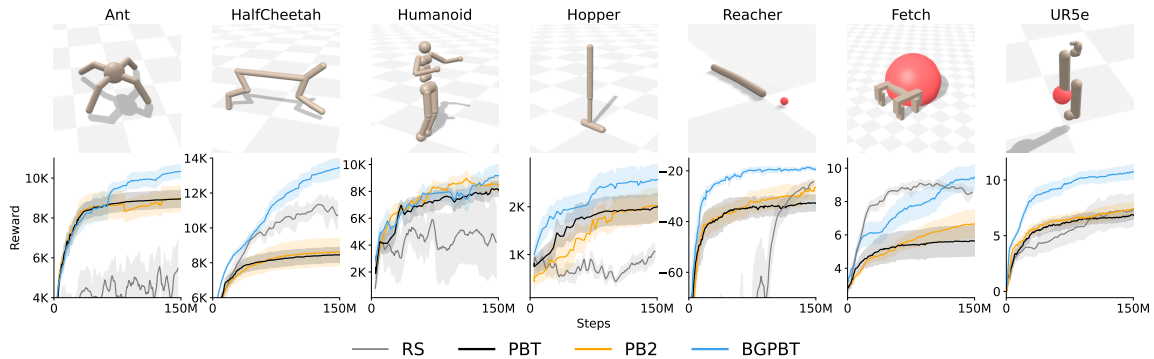 Ant HalfCheetah Humanoid Hopper Reacher Fetch UR5e
Reward
10K
8K
6K
4K
0 150M
14K
12K
10K
8K
6K
0 150M
10K
8K
6K
4K
2K
0 150M
2K
1K
0 150M
−20
−40
−60
0 150M
10
8
6
4
0 150M
10
5
0
0 150M
Steps
RS PBT PB2 BGPBT